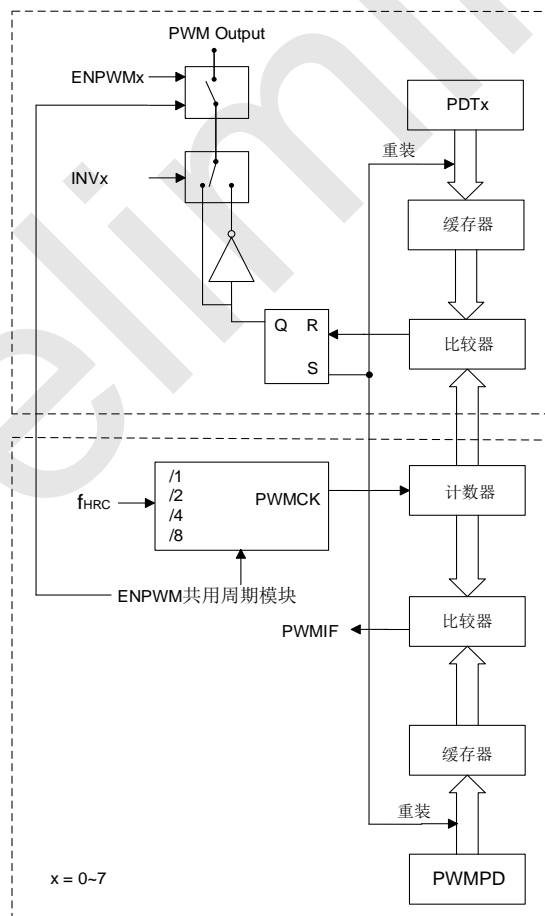 PWM Output
ENPWMx
PDTx
重装
INVx
缓存器
Q R
S
比较器
/1
/2
/4
/8
fHRC
PWMCK
计数器
ENPWM共用周期模块
PWMIF
比较器
缓存器
重装
x = 0~7
PWMPD
elimi